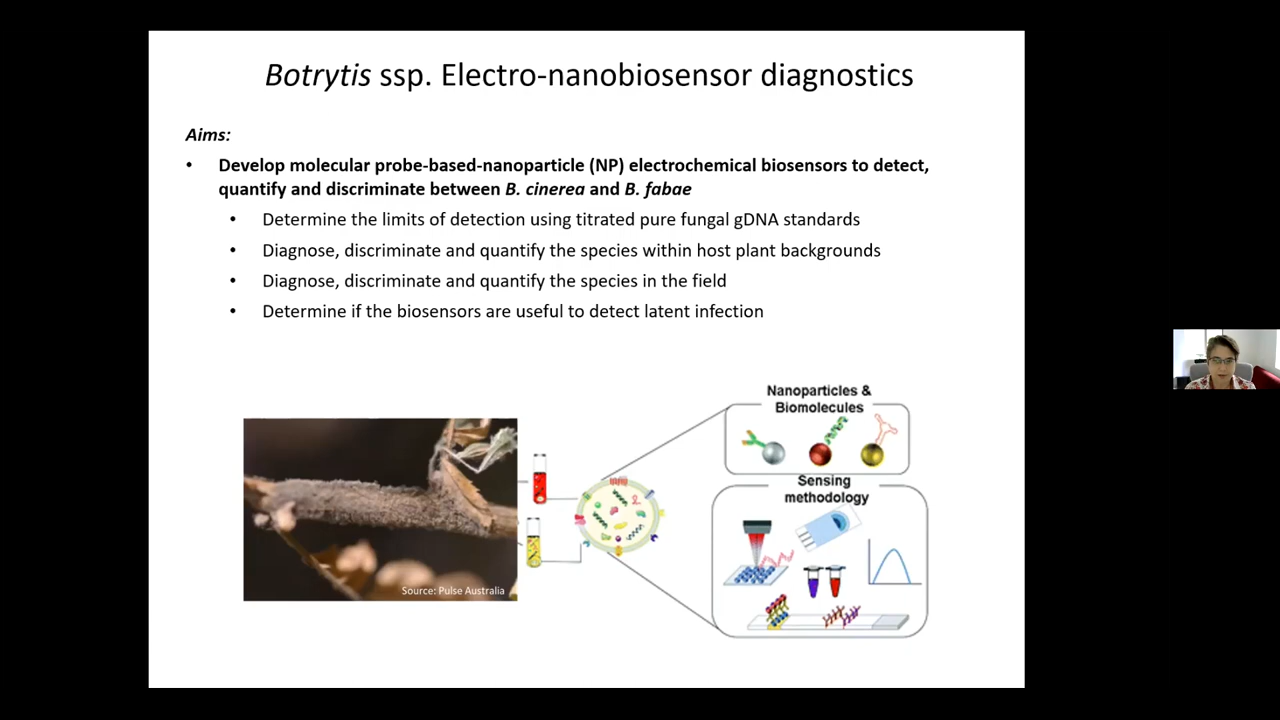 Botrytis ssp. Electro-nanobiosensor diagnostics
Aims:
• Develop molecular probe-based-nanoparticle (NP) electrochemical biosensors to detect,
quantify and discriminate between B. cinerea and B. fabae
• Determine the limits of detection using titrated pure fungal gDNA standards
• Diagnose, discriminate and quantify the species within host plant backgrounds
• Diagnose, discriminate and quantify the species in the field
• Determine if the biosensors are useful to detect latent infection
Nanoparticles &
Biomolecules
Sensing
methodology
Source: Pulse Australia